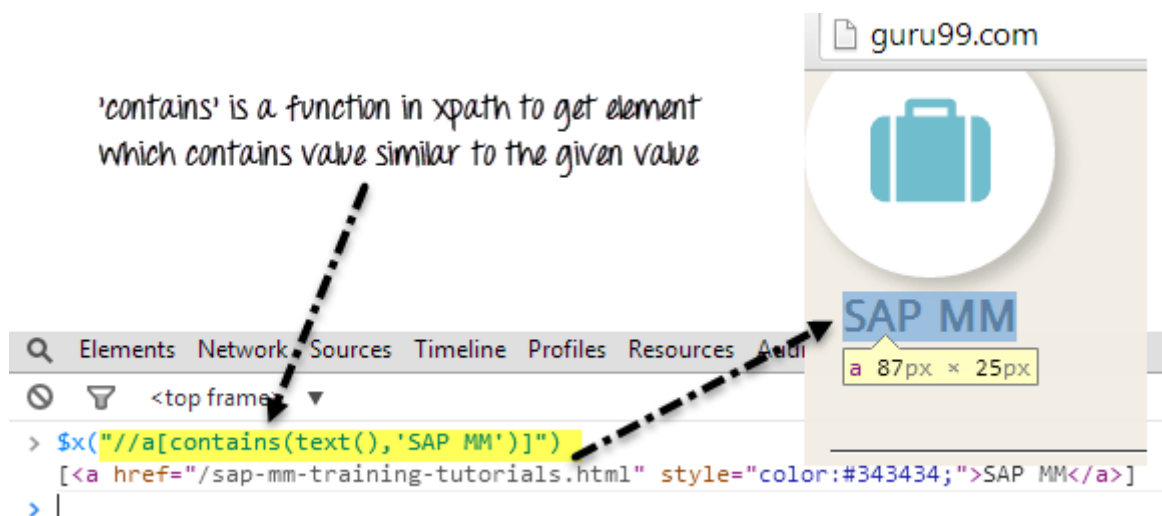 guru99.com
'contains' is a function in xpath to get element
which contains value similar to the given value
SAP MM
a 87px × 25px
Elements Network Sources Timeline Profiles Resources
<top frame> ▼
> $x("//a[contains(text(),'SAP MM')]")
[<a href="/sap-mm-training-tutorials.html" style="color:#343434;">SAP MM</a>]
>